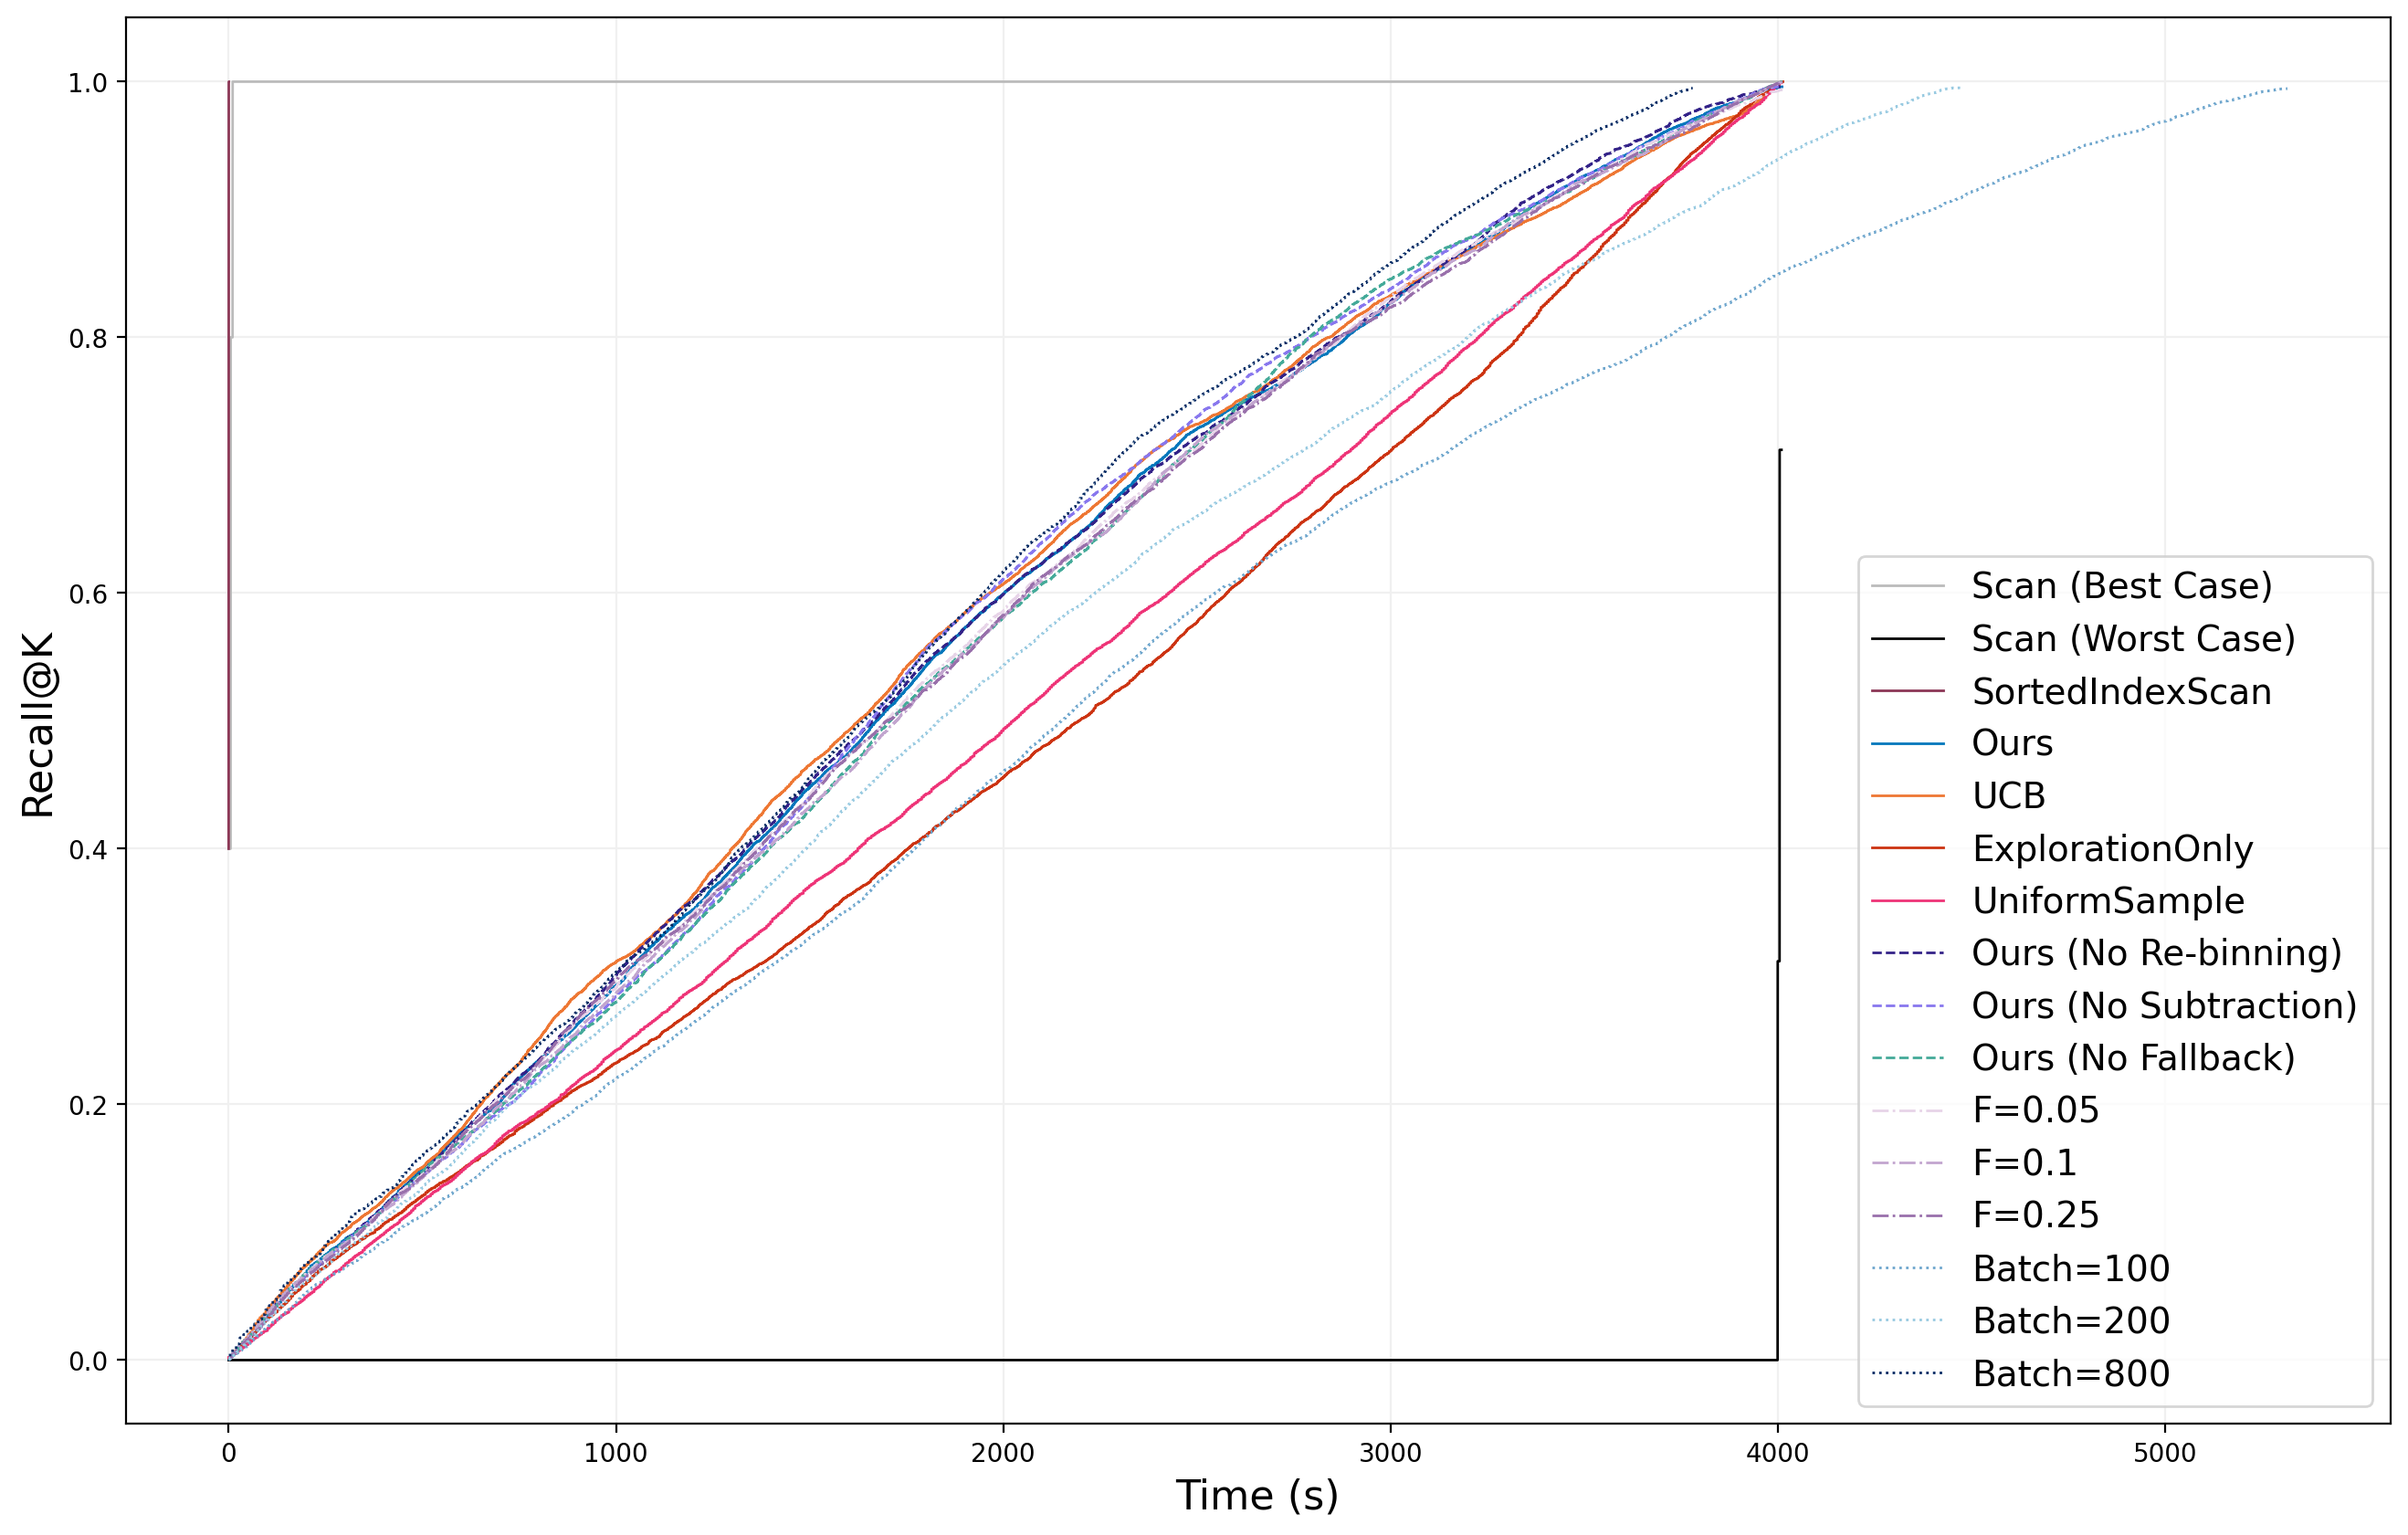 1.0
0.8
0.6
0.4
0.2
0.0
Recall@K
0
1000
2000
3000
4000
5000
Time (s)
Scan (Best Case)
Scan (Worst Case)
SortedIndexScan
Ours
UCB
ExplorationOnly
UniformSample
Ours (No Re-binning)
Ours (No Subtraction)
Ours (No Fallback)
F=0.05
F=0.1
F=0.25
Batch=100
Batch=200
Batch=800